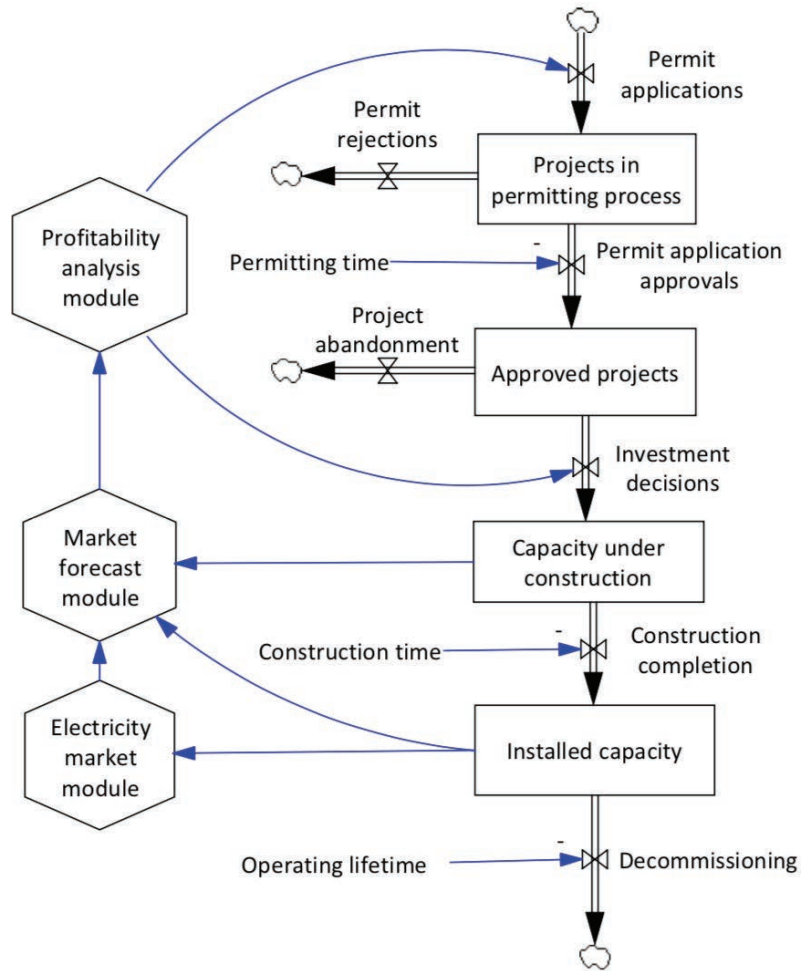 Permit
applications
Permit
rejections
Projects in
permitting process
Profitability
analysis
module
-
Permitting time
Permit application
approvals
Project
abandonment
Approved projects
Investment
decisions
Market
forecast
module
Capacity under
construction
-
Construction time
Construction
completion
Electricity
market
module
Installed capacity
-
Operating lifetime
Decommissioning